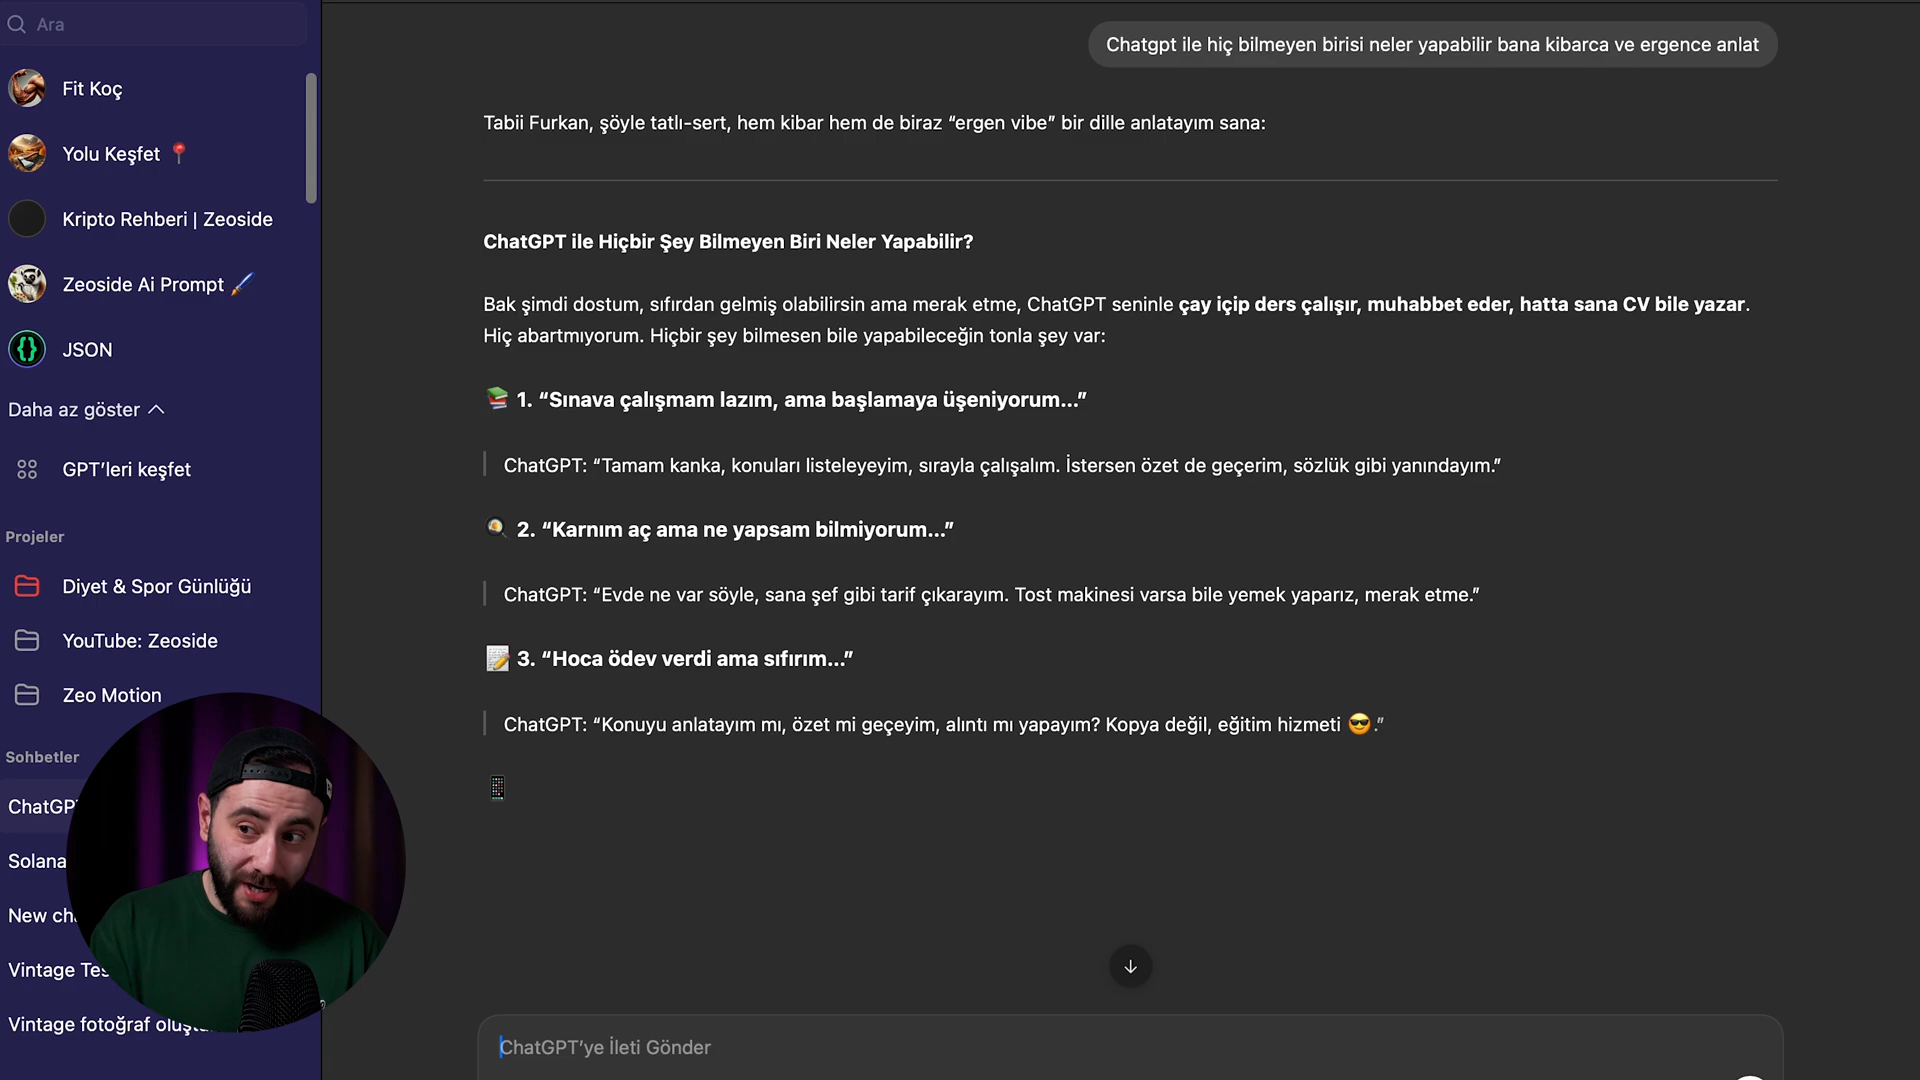 Ara
Fit Koç
Yolu Keşfet 📍
Kripto Rehberi | Zeoside
Zeoside Ai Prompt 🖌️
JSON
Daha az göster
GPT’leri keşfet
Projeler
Diyet & Spor Günlüğü
YouTube: Zeoside
Zeo Motion
Sohbetler
Solana
New
Vintage
Vintage fotoğraf
Chatgpt ile hiç bilmeyen birisi neler yapabilir bana kibarca ve ergence anlat
Tabii Furkan, şöyle tatlı-sert, hem kibar hem de biraz “ergen vibe” bir dille anlatayım sana:
ChatGPT ile Hiçbir Şey Bilmeyen Biri Neler Yapabilir?
Bak şimdi dostum, sıfırdan gelmiş olabilirsin ama merak etme, ChatGPT seninle çay içip ders çalışır, muhabbet eder, hatta sana CV bile yazar.
Hiç abartmıyorum. Hiçbir şey bilmesen bile yapabileceğin tonla şey var:
📚 1. “Sınava çalışmam lazım, ama başlamaya üşeniyorum...”
ChatGPT: “Tamam kanka, konuları listeleyeyim, sırayla çalışalım. İstersen özet de geçerim, sözlük gibi yanındayım.”
🍳 2. “Karnım aç ama ne yapsam bilmiyorum...”
ChatGPT: “Evde ne var söyle, sana şef gibi tarif çıkarayım. Tost makinesi varsa bile yemek yaparız, merak etme.”
📝 3. “Hoca ödev verdi ama sıfırım...”
ChatGPT: “Konuyu anlatayım mı, özet mi geçeyim, alıntı mı yapayım? Kopya değil, eğitim hizmeti 😎.”
📱
ChatGPT’ye İleti Gönder